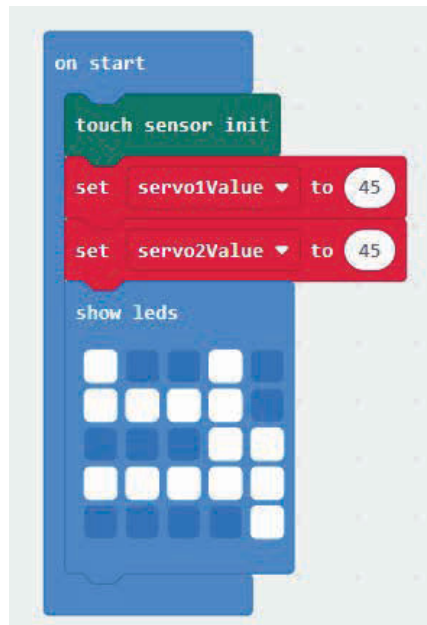 on start
touch sensor init
set servo1Value to 45
set servo2Value to 45
show leds